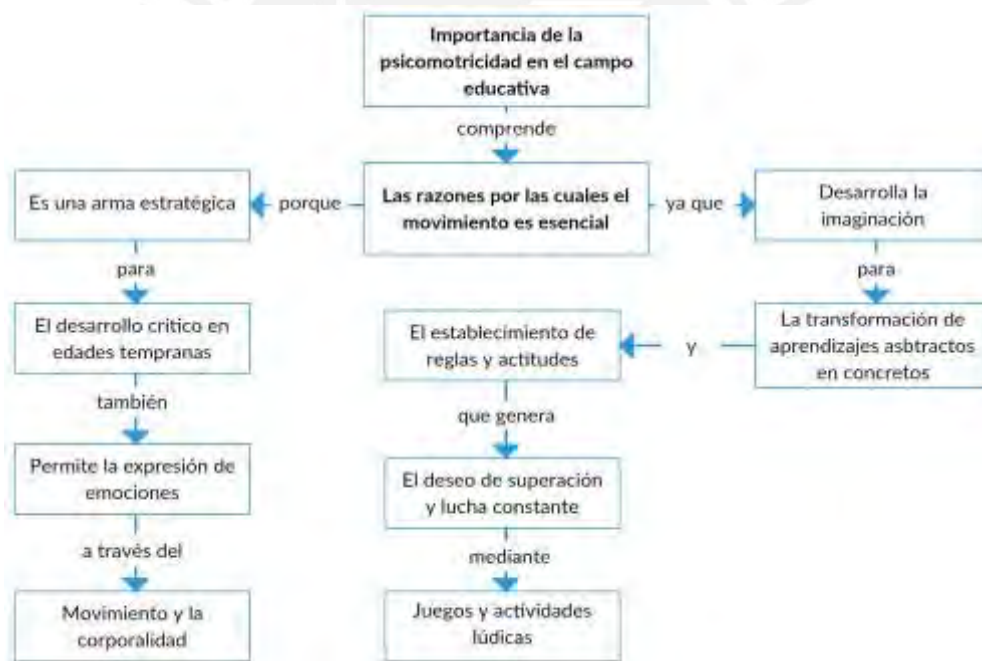 Importancia de la
psicomotricidad en el campo
educativa
comprende
Es una arma estratégica
porque
Las razones por las cuales el
movimiento es esencial
ya que
Desarrolla la
imaginación
para
para
El desarrollo critico en
edades tempranas
El establecimiento de
reglas y actitudes
y
La transformación de
aprendizajes asbtractos
en concretos
también
que genera
Permite la expresión de
emociones
El deseo de superación
y lucha constante
a través del
mediante
Movimiento y la
corporalidad
Juegos y actividades
lúdicas